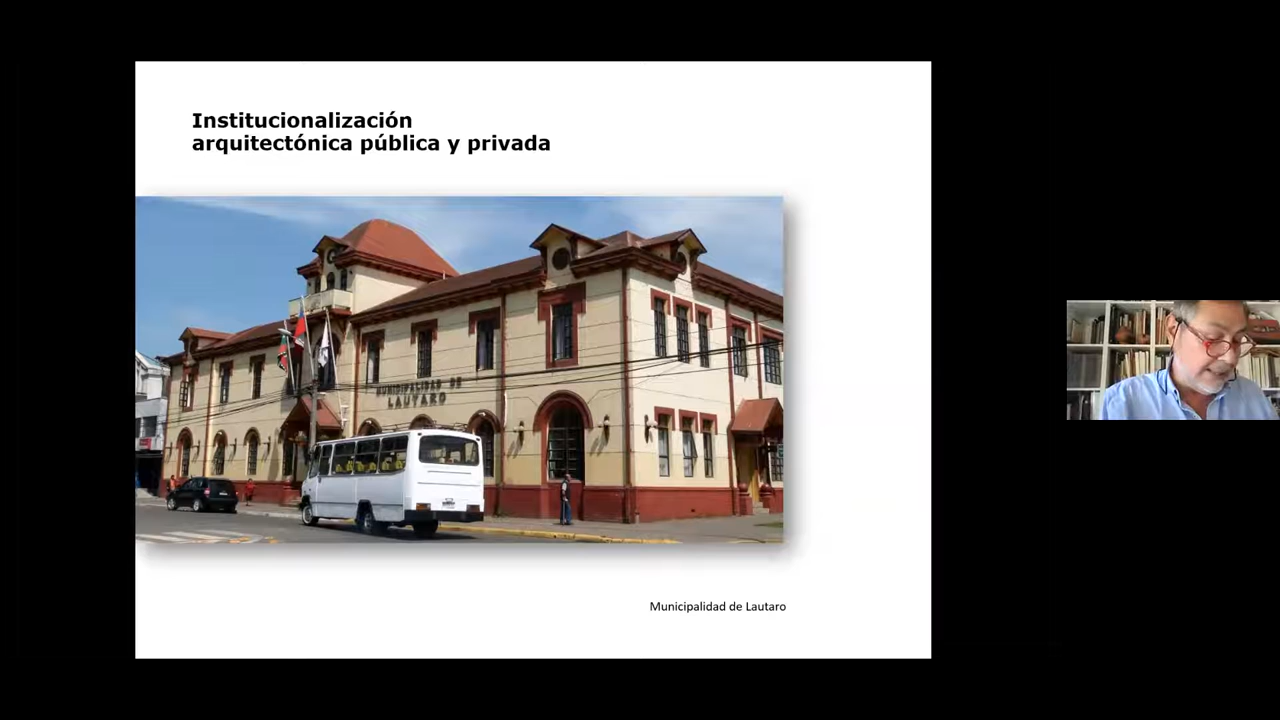 Institucionalización
arquitectónica pública y privada
MUNICIPALIDAD DE
LAUTARO
Municipalidad de Lautaro